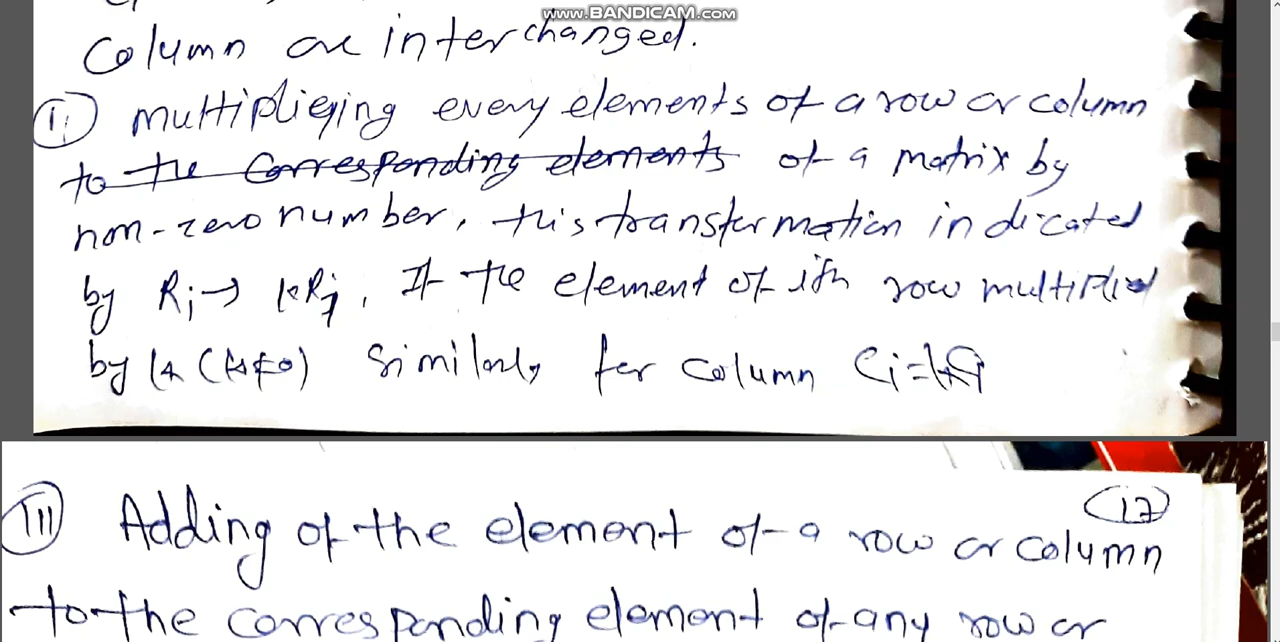 www.BANDICAM.com
Column are interchanged.
(ii) multipliying every elements of a row or column
to the Corresponding elements of a matrix by
non-zero number, this transformation indicated
by Ri → kRj, If the element of ith row multiplied
by k (k≠0) Similarly for column Ci=kCj
(17)
(III) Adding of the element of a row or column
to the corresponding element of any row or